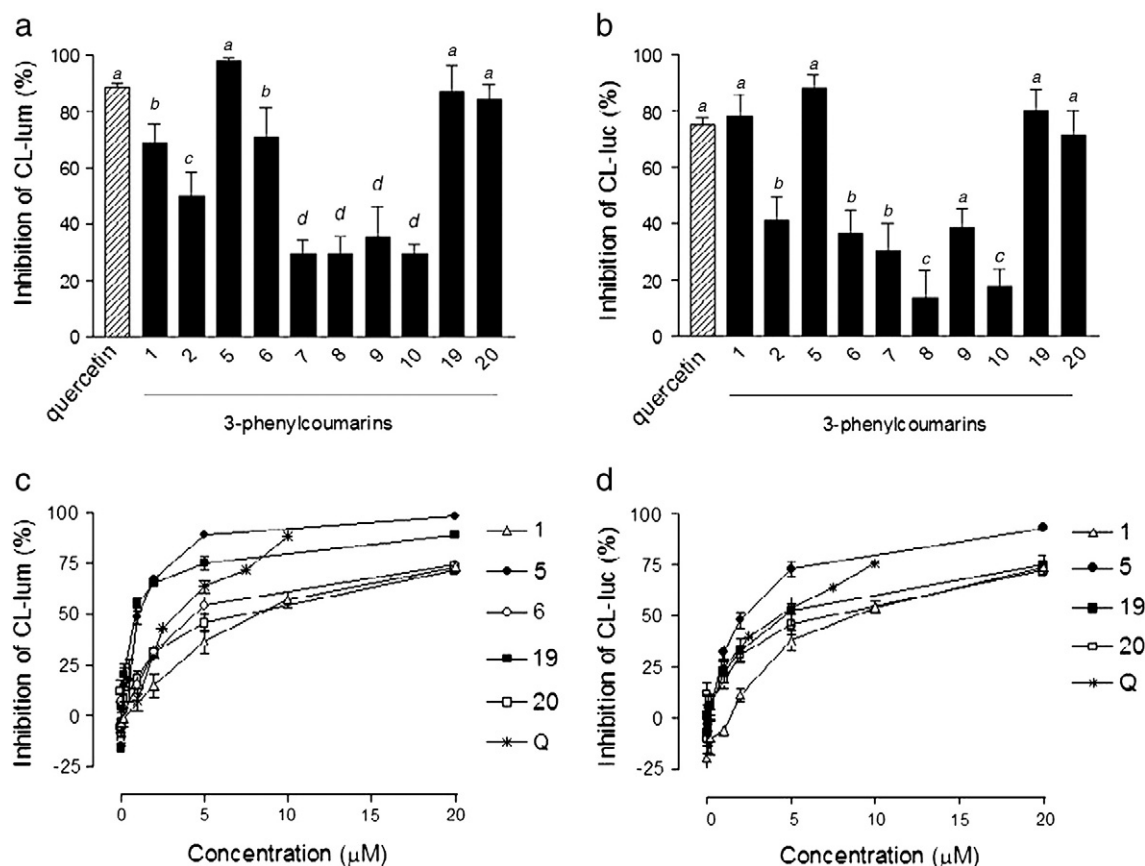 a
Inhibition of CL-lum (%)
100
80
60
40
20
0
a
b
c
a
b
d
d
d
d
a
a
quercetin
1
2
5
6
7
8
9
10
19
20
3-phenylcoumarins
b
Inhibition of CL-luc (%)
100
80
60
40
20
0
a
a
b
a
b
b
c
a
c
a
a
quercetin
1
2
5
6
7
8
9
10
19
20
3-phenylcoumarins
c
Inhibition of CL-lum (%)
100
75
50
25
0
-25
0
5
10
20
Concentration (µM)
1
5
6
19
20
Q
d
Inhibition of CL-luc (%)
100
75
50
25
0
-25
0
5
10
20
Concentration (µM)
1
5
19
20
Q